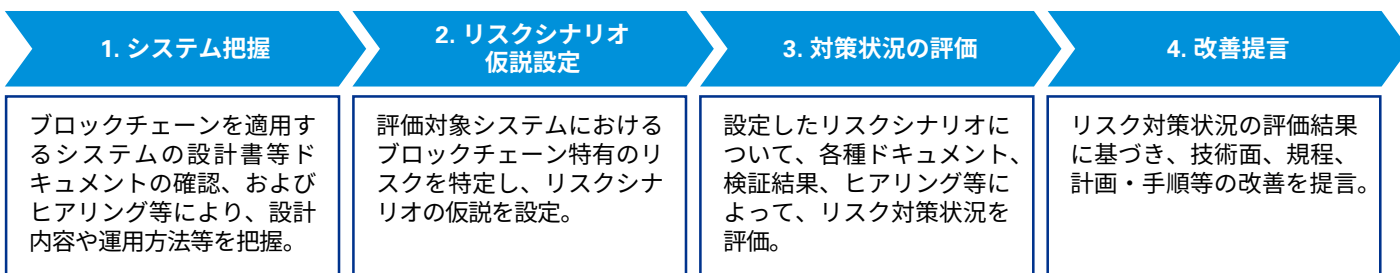 1. システム把握
2. リスクシナリオ
仮説設定
3. 対策状況の評価
4. 改善提言
ブロックチェーンを適用す
るシステムの設計書等ド
キュメントの確認、および
ヒアリング等により、設計
内容や運用方法等を把握。
評価対象システムにおける
ブロックチェーン特有のリ
スクを特定し、リスクシナ
リオの仮説を設定。
設定したリスクシナリオに
ついて、各種ドキュメント、
検証結果、ヒアリング等に
よって、リスク対策状況を
評価。
リスク対策状況の評価結果
に基づき、技術面、規程、
計画・手順等の改善を提言。